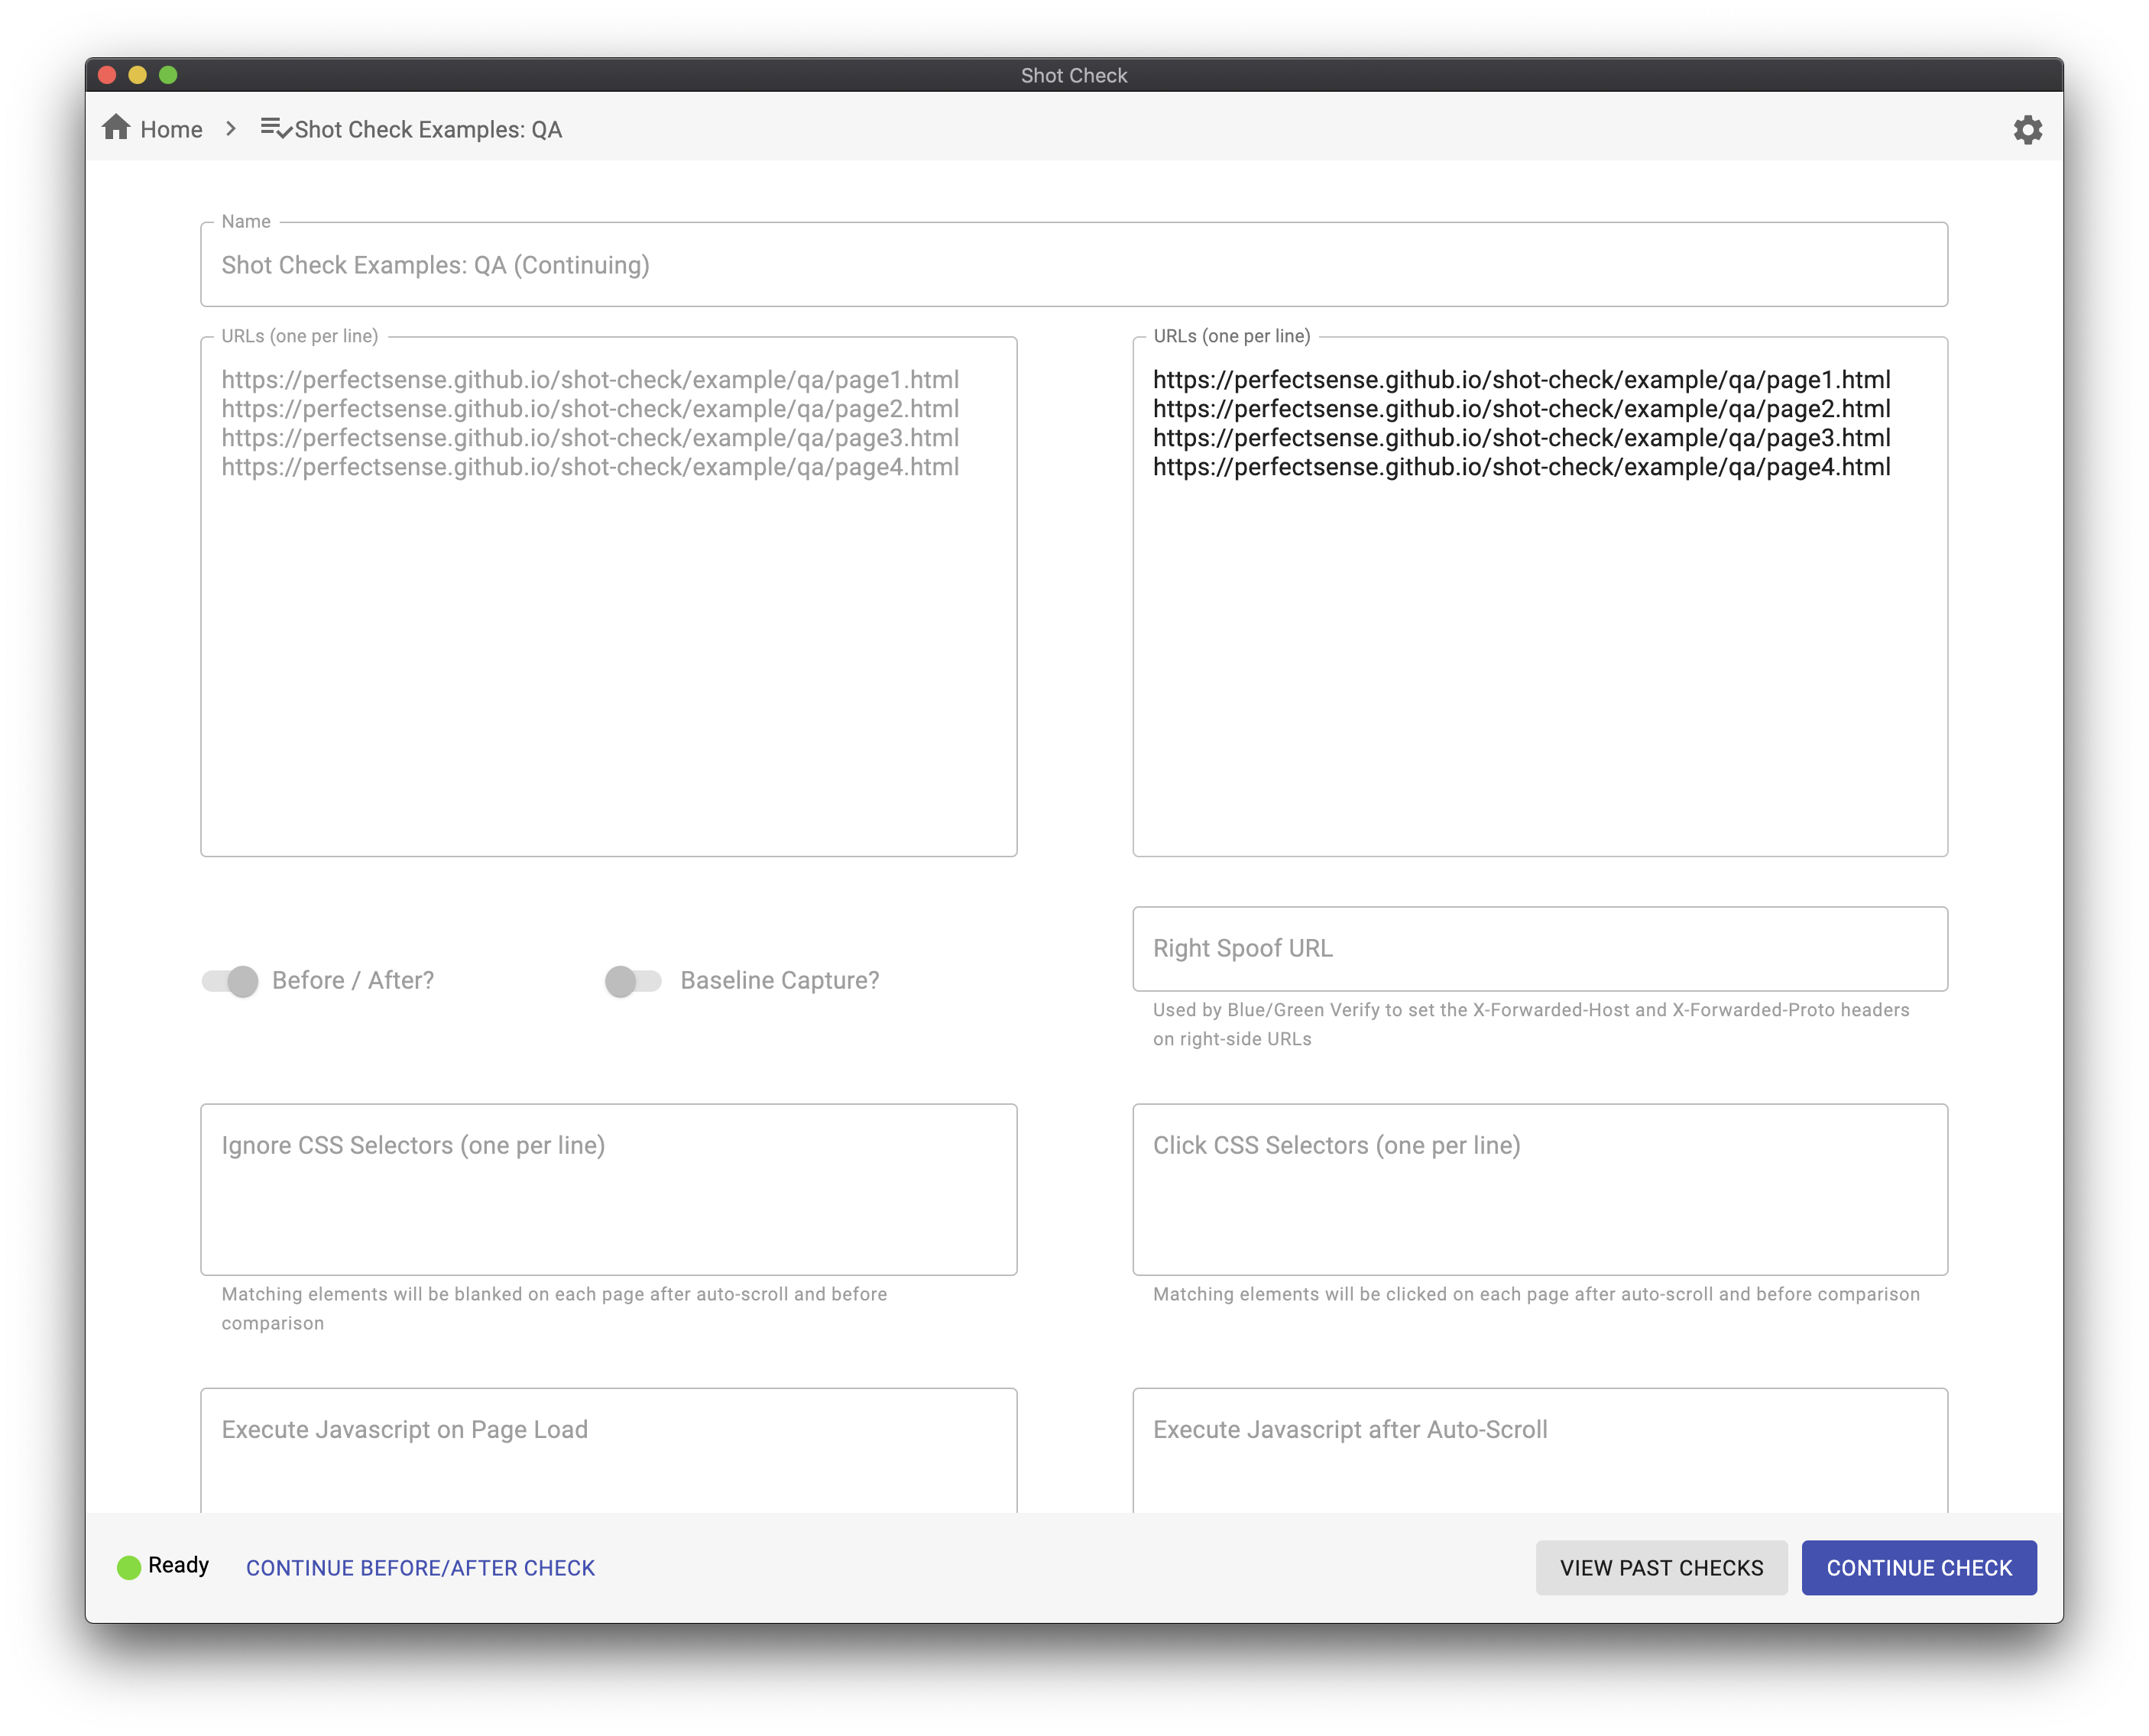 Shot Check
Home
Shot Check Examples: QA
Name
Shot Check Examples: QA (Continuing)
URLs (one per line)
https://perfectsense.github.io/shot-check/example/qa/page1.html
https://perfectsense.github.io/shot-check/example/qa/page2.html
https://perfectsense.github.io/shot-check/example/qa/page3.html
https://perfectsense.github.io/shot-check/example/qa/page4.html
URLs (one per line)
https://perfectsense.github.io/shot-check/example/qa/page1.html
https://perfectsense.github.io/shot-check/example/qa/page2.html
https://perfectsense.github.io/shot-check/example/qa/page3.html
https://perfectsense.github.io/shot-check/example/qa/page4.html
Before / After?
Baseline Capture?
Right Spoof URL
Used by Blue/Green Verify to set the X-Forwarded-Host and X-Forwarded-Proto headers
on right-side URLs
Ignore CSS Selectors (one per line)
Matching elements will be blanked on each page after auto-scroll and before
comparison
Click CSS Selectors (one per line)
Matching elements will be clicked on each page after auto-scroll and before comparison
Execute Javascript on Page Load
Execute Javascript after Auto-Scroll
Ready
CONTINUE BEFORE/AFTER CHECK
VIEW PAST CHECKS
CONTINUE CHECK